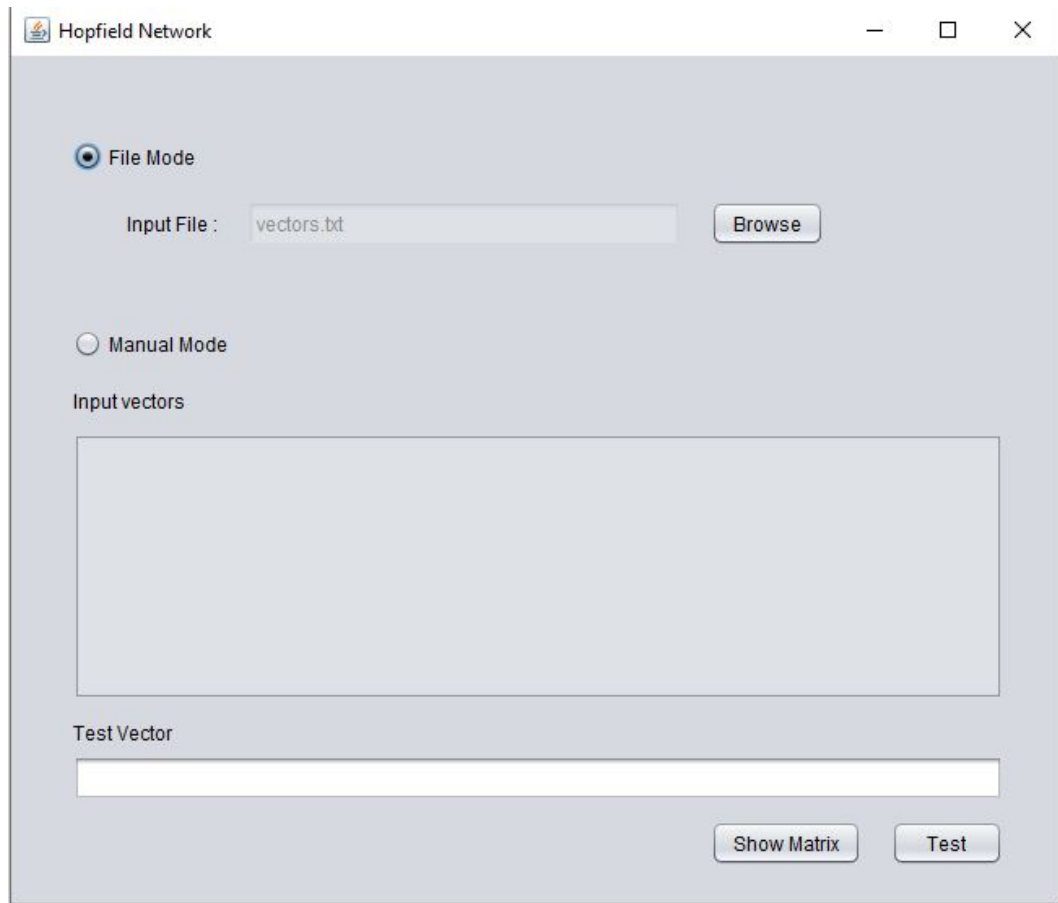 Hopfield Network
File Mode
Input File : vectors.txt Browse
Manual Mode
Input vectors
Test Vector
Show Matrix Test